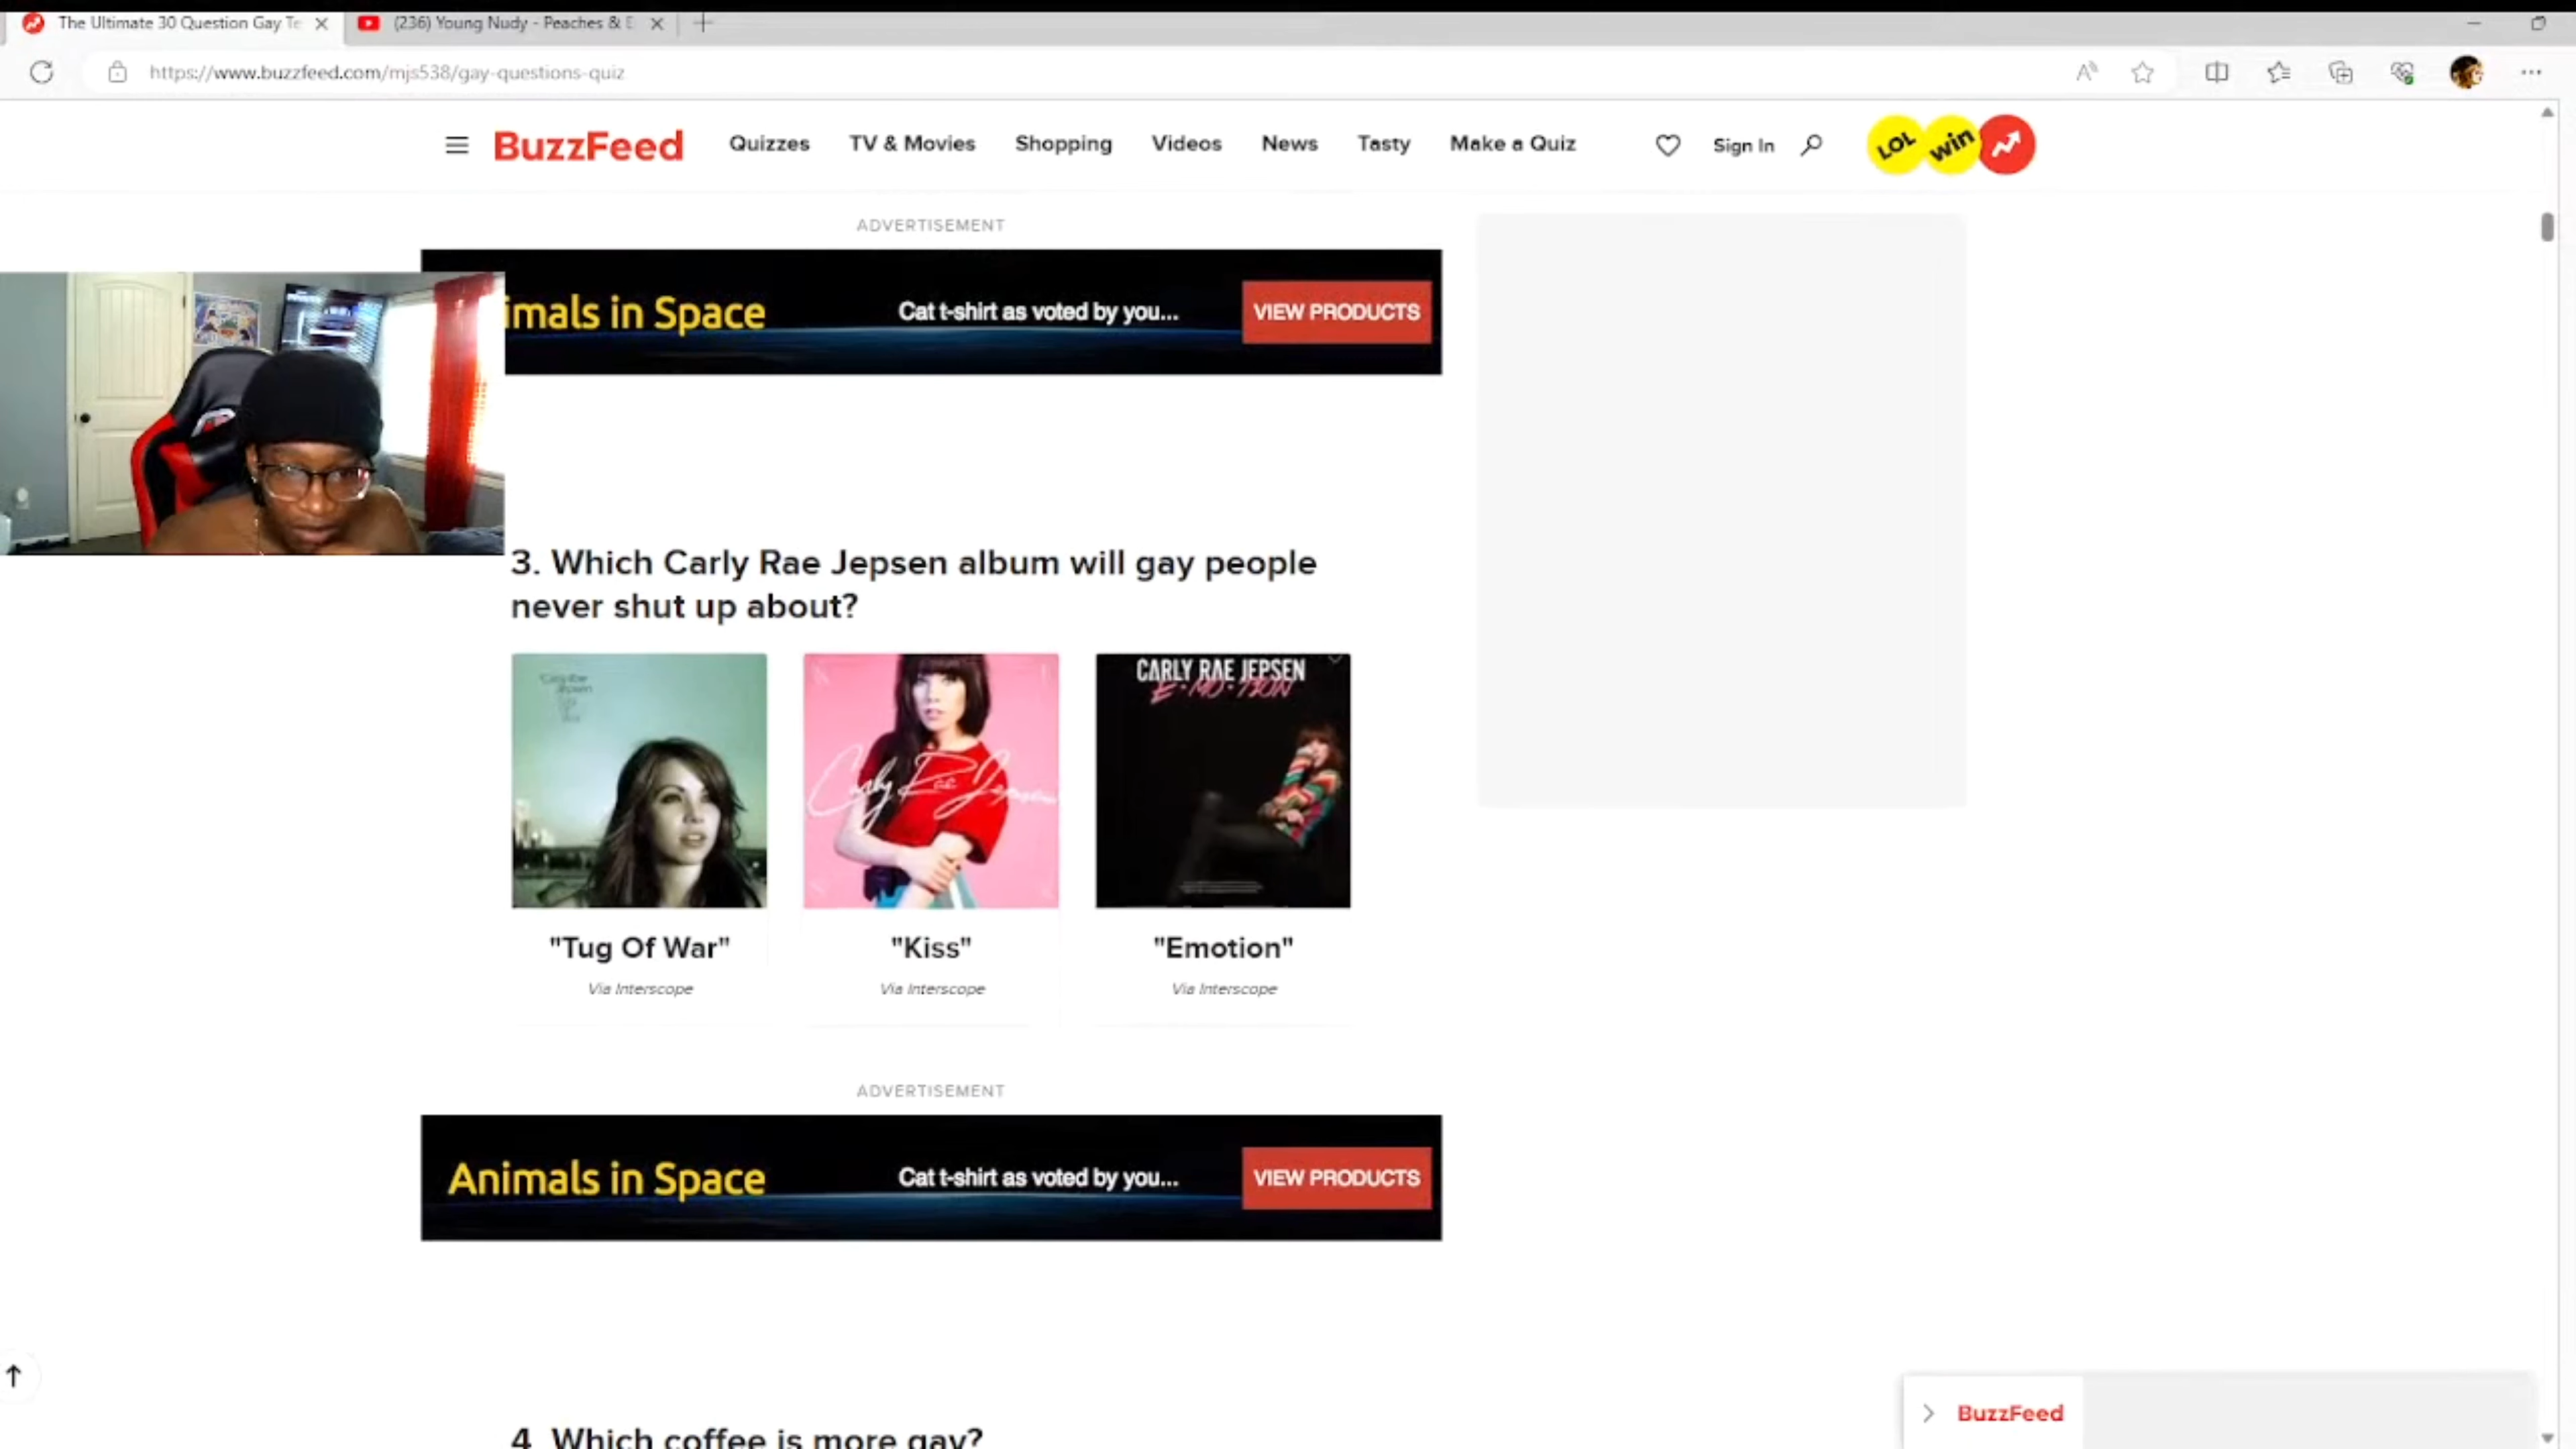 The Ultimate 30 Question Gay Te
(236) Young Nudy - Peaches & E
https://www.buzzfeed.com/mjs538/gay-questions-quiz
BuzzFeed Quizzes TV & Movies Shopping Videos News Tasty Make a Quiz Sign In LOL win
ADVERTISEMENT
imals in Space Cat t-shirt as voted by you... VIEW PRODUCTS
3. Which Carly Rae Jepsen album will gay people
never shut up about?
Carly Rae Jepsen
CARLY RAE JEPSEN
E·MO·TION
"Tug Of War" "Kiss" "Emotion"
Via Interscope Via Interscope Via Interscope
ADVERTISEMENT
Animals in Space Cat t-shirt as voted by you... VIEW PRODUCTS
4. Which coffee is more gay?
BuzzFeed